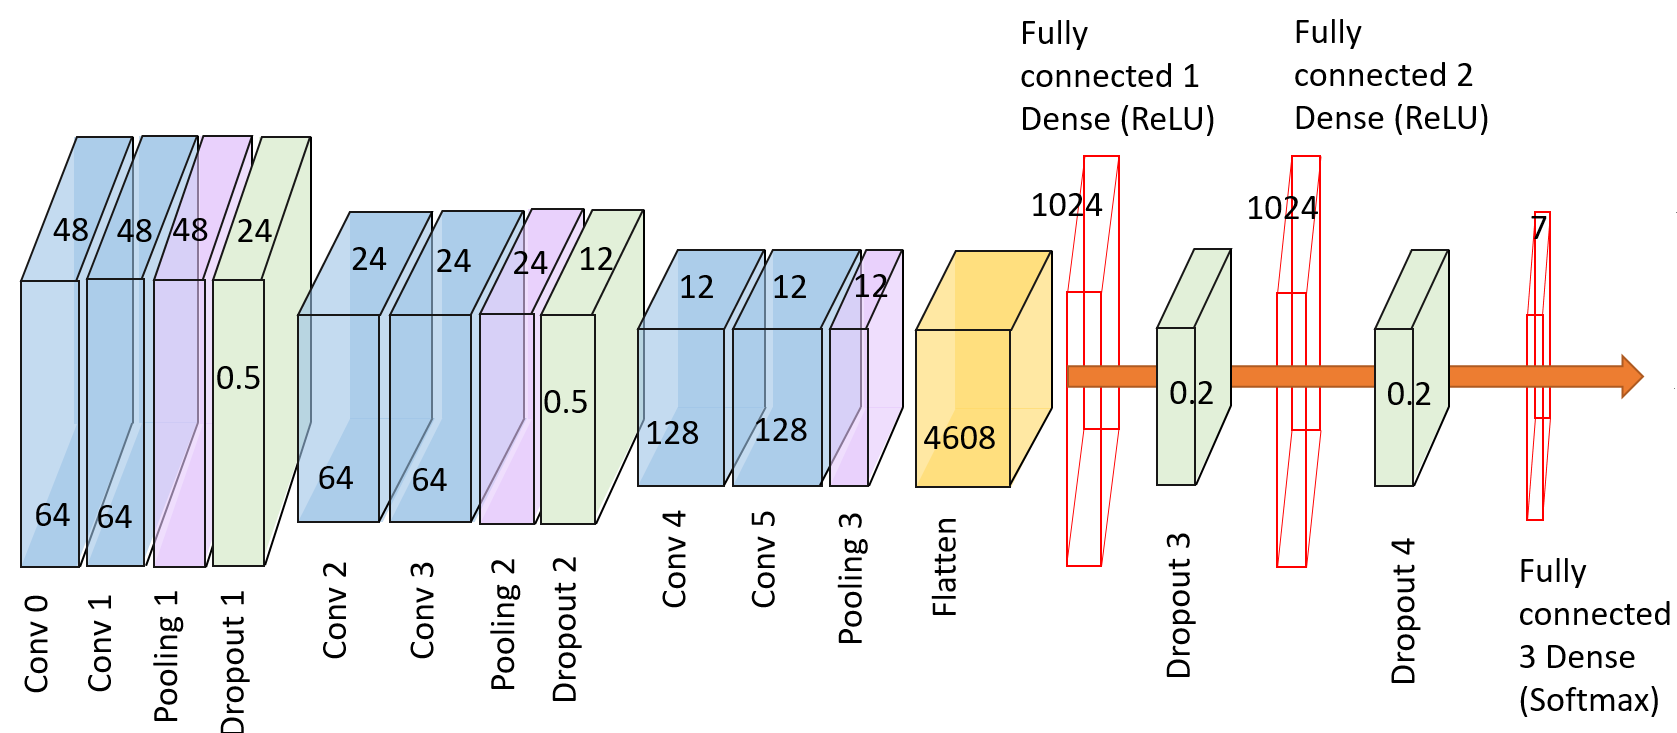 Fully
connected 1
Dense (ReLU)
Fully
connected 2
Dense (ReLU)
48
48
48
24
0.5
64
64
24
24
24
12
0.5
64
64
12
12
12
128
128
4608
1024
0.2
1024
0.2
7
Conv 0
Conv 1
Pooling 1
Dropout 1
Conv 2
Conv 3
Pooling 2
Dropout 2
Conv 4
Conv 5
Pooling 3
Flatten
Dropout 3
Dropout 4
Fully
connected
3 Dense
(Softmax)